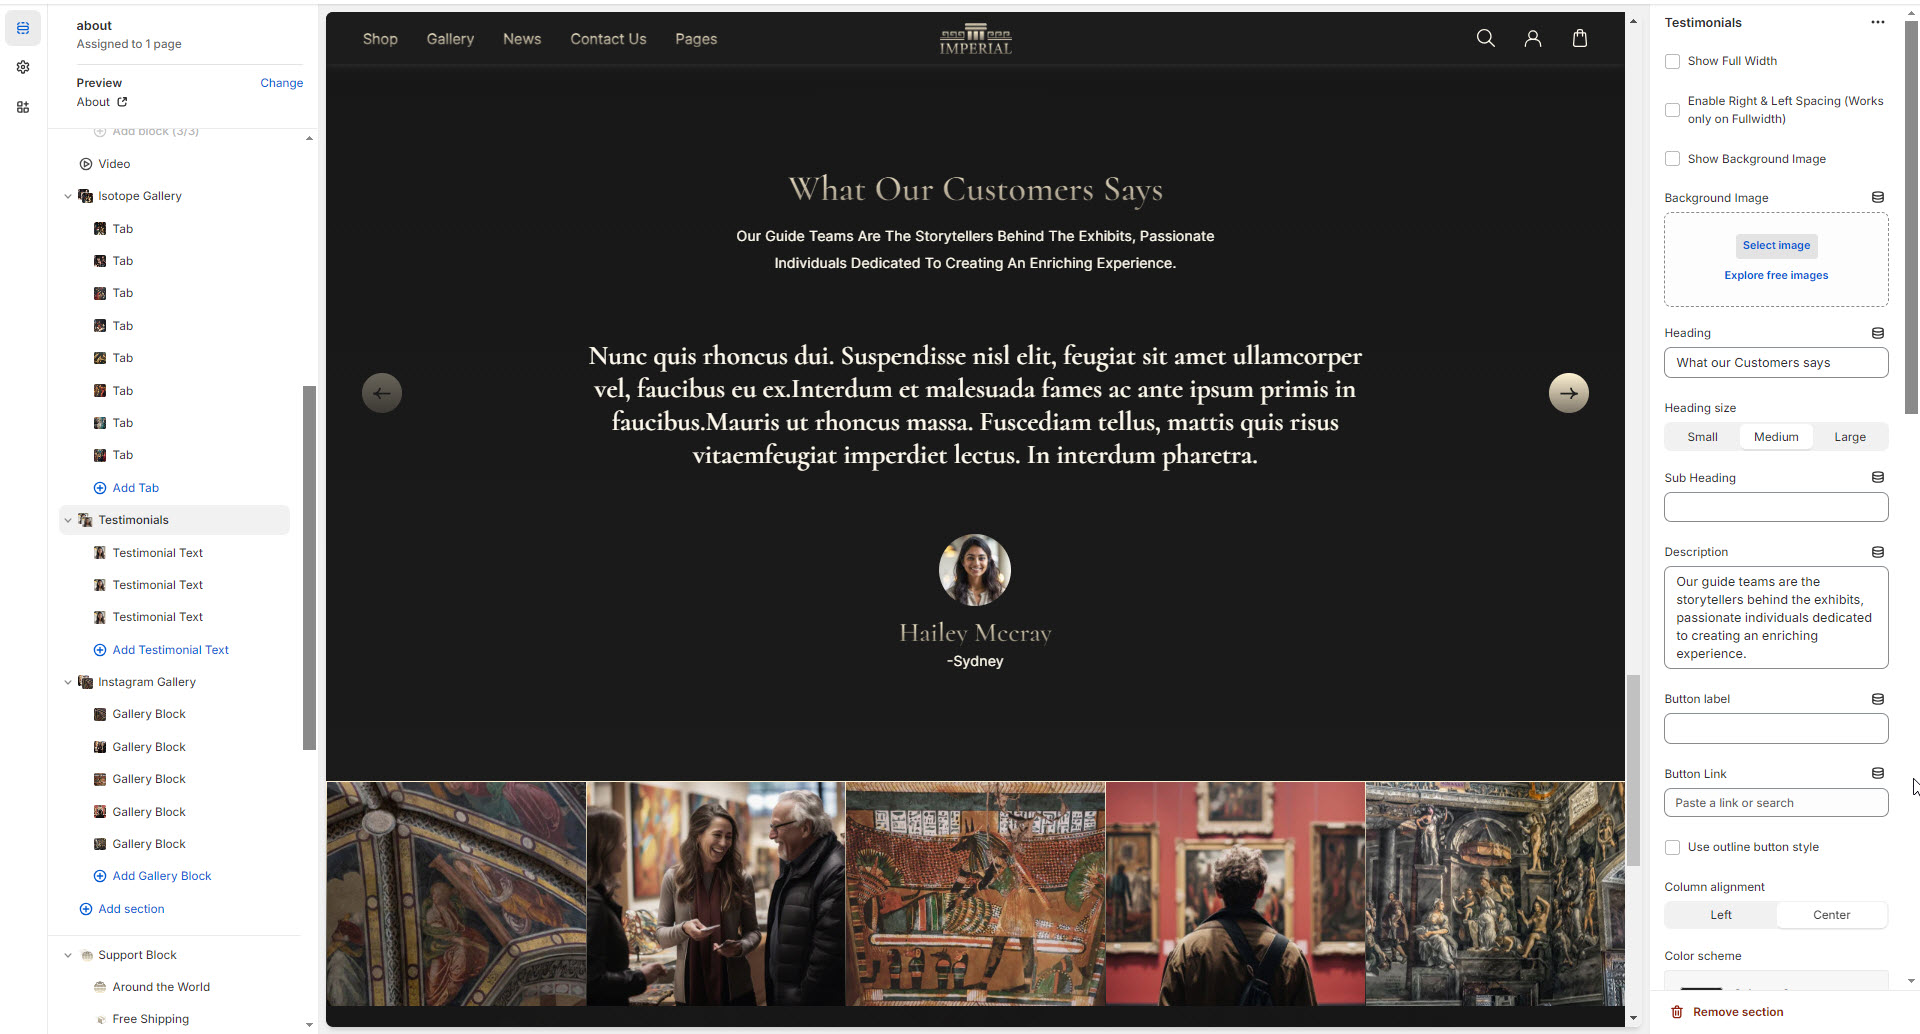 about
Assigned to 1 page
Preview
Change
About
Add block (3/3)
Video
Isotope Gallery
Tab
Tab
Tab
Tab
Tab
Tab
Tab
Tab
Add Tab
Testimonials
Testimonial Text
Testimonial Text
Testimonial Text
Add Testimonial Text
Instagram Gallery
Gallery Block
Gallery Block
Gallery Block
Gallery Block
Gallery Block
Add Gallery Block
Add section
Support Block
Around the World
Free Shipping
Shop Gallery News Contact Us Pages
IMPERIAL
What Our Customers Says
Our Guide Teams Are The Storytellers Behind The Exhibits, Passionate
Individuals Dedicated To Creating An Enriching Experience.
Nunc quis rhoncus dui. Suspendisse nisl elit, feugiat sit amet ullamcorper
vel, faucibus eu ex.Interdum et malesuada fames ac ante ipsum primis in
faucibus.Mauris ut rhoncus massa. Fuscediam tellus, mattis quis risus
vitaemfeugiat imperdiet lectus. In interdum pharetra.
Hailey Mccray
-Sydney
Testimonials
Show Full Width
Enable Right & Left Spacing (Works
only on Fullwidth)
Show Background Image
Background Image
Select image
Explore free images
Heading
What our Customers says
Heading size
Small Medium Large
Sub Heading
Description
Our guide teams are the
storytellers behind the exhibits,
passionate individuals dedicated
to creating an enriching
experience.
Button label
Button Link
Paste a link or search
Use outline button style
Column alignment
Left Center
Color scheme
Remove section